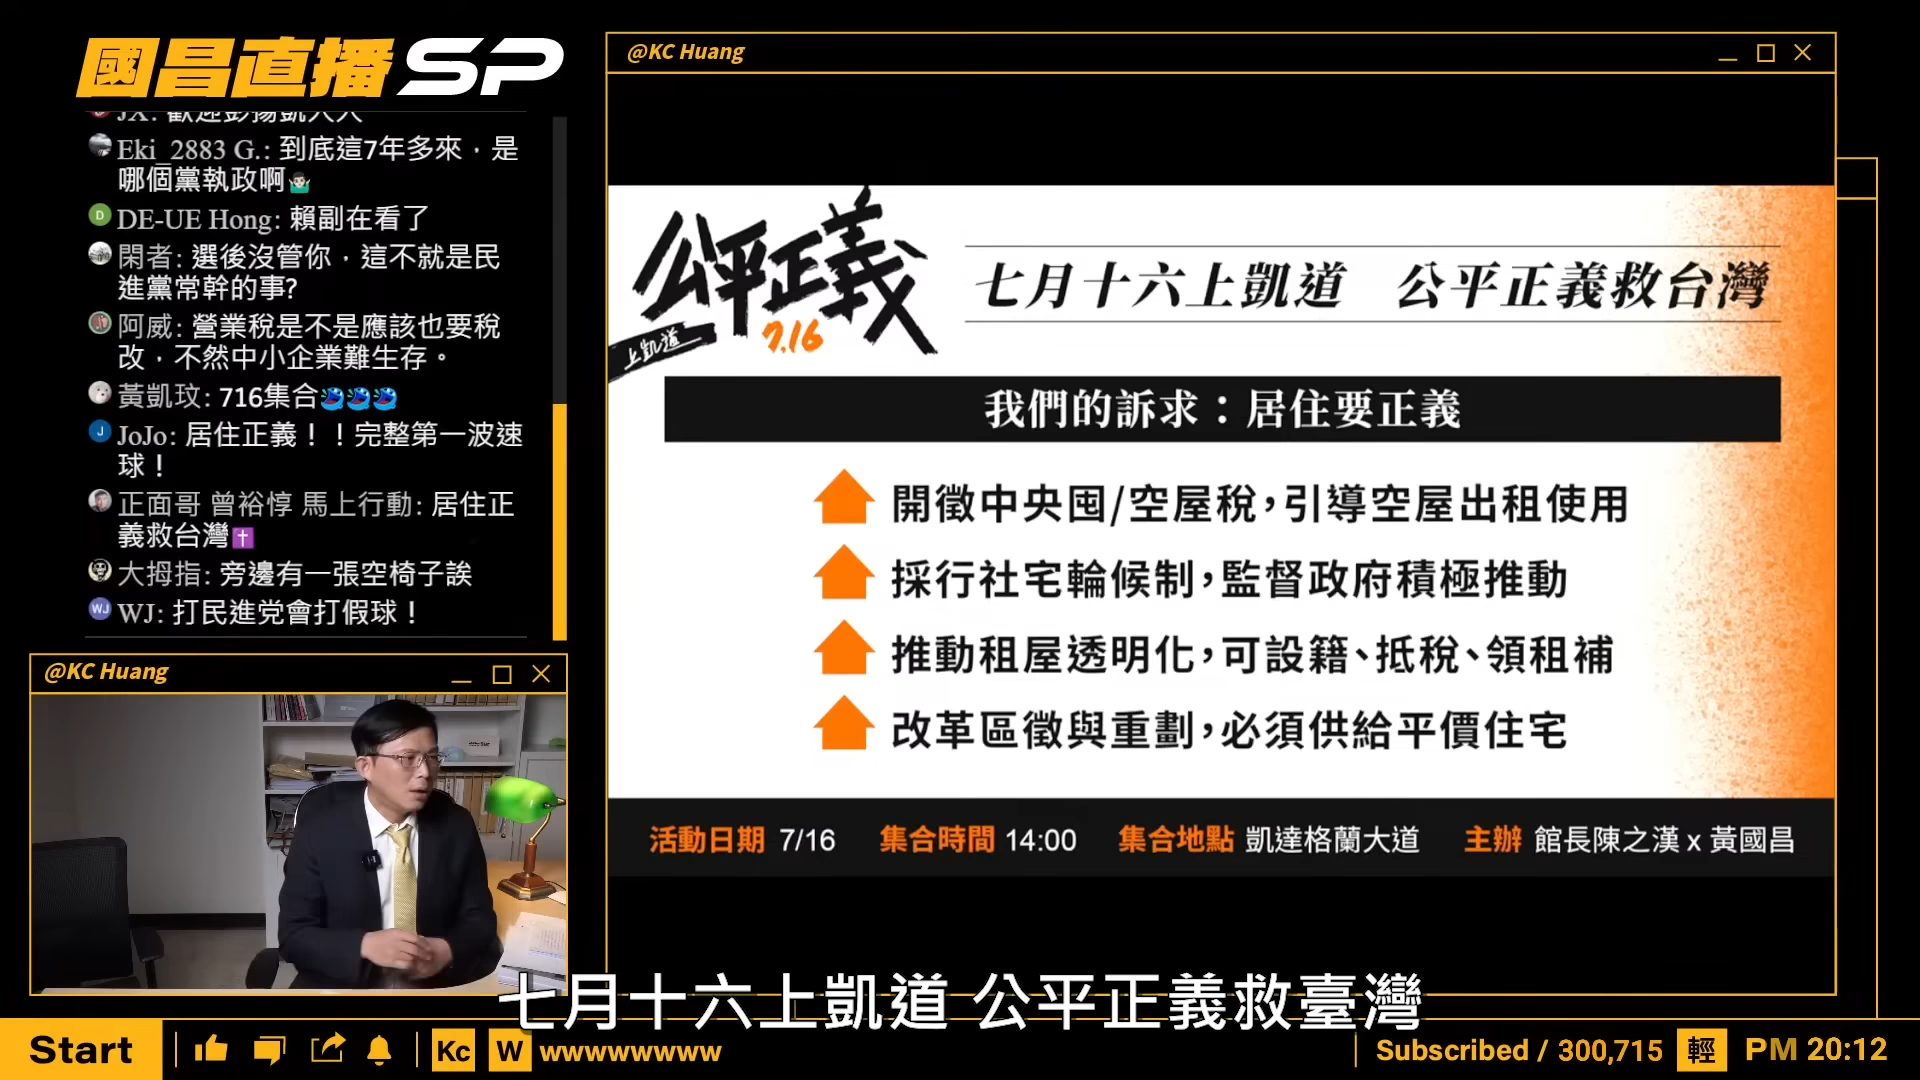 國昌直播SP
JX: 歡迎彭揚凱大大
Eki_2883 G.: 到底這7年多來，是
哪個黨執政啊🤷🏻‍♂️
DE-UE Hong: 賴副在看了
閑者: 選後沒管你，這不就是民
進黨常幹的事?
阿威: 營業稅是不是應該也要稅
改，不然中小企業難生存。
黃凱玟: 716集合
JoJo: 居住正義！！完整第一波速
球！
正面哥 曾裕惇 馬上行動: 居住正
義救台灣✝️
大拇指: 旁邊有一張空椅子誒
WJ: 打民進党會打假球！
@KC Huang
@KC Huang
公平正義
上凱道
7.16
七月十六上凱道 公平正義救台灣
我們的訴求：居住要正義
開徵中央囤/空屋稅，引導空屋出租使用
採行社宅輪候制，監督政府積極推動
推動租屋透明化，可設籍、抵稅、領租補
改革區徵與重劃，必須供給平價住宅
活動日期 7/16 集合時間 14:00 集合地點 凱達格蘭大道 主辦 館長陳之漢 x 黃國昌
七月十六上凱道 公平正義救臺灣
Start Kc W wwwwwwwww Subscribed / 300,715 輕 PM 20:12